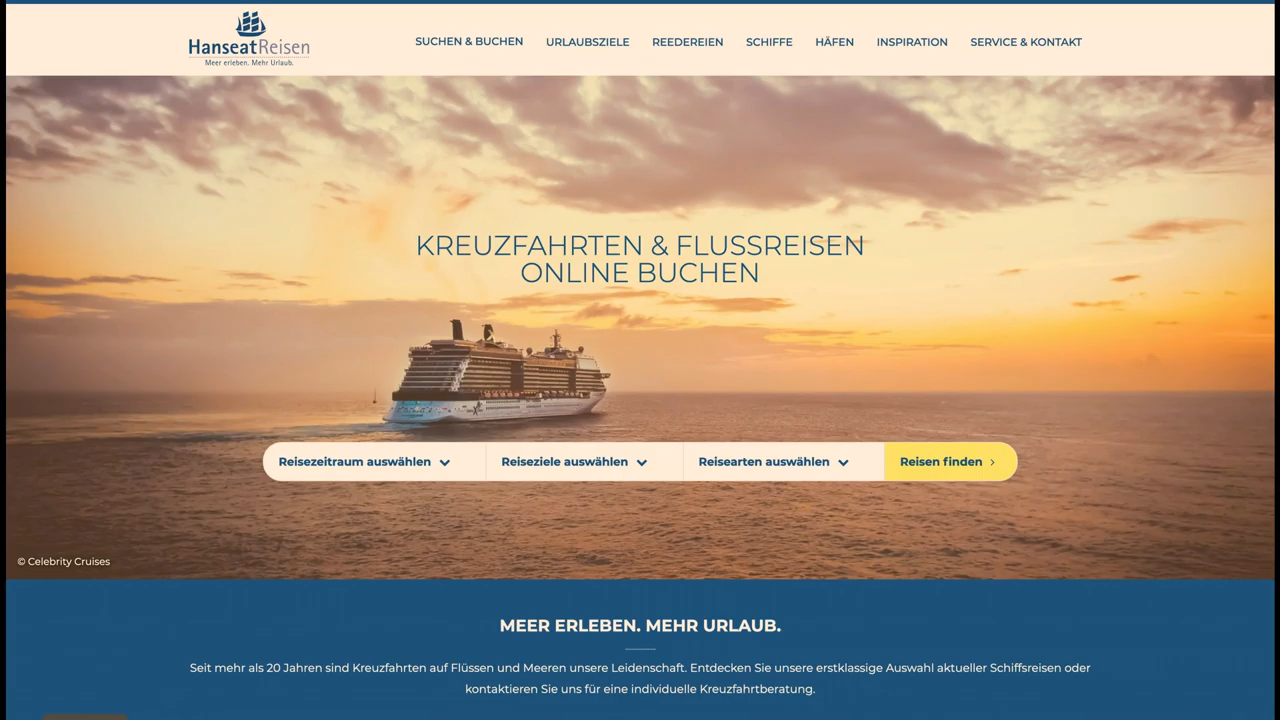 HanseatReisen
Meer erleben. Mehr Urlaub.
SUCHEN & BUCHEN
URLAUBSZIELE
REEDEREIEN
SCHIFFE
HÄFEN
INSPIRATION
SERVICE & KONTAKT
KREUZFAHRTEN & FLUSSREISEN
ONLINE BUCHEN
Reisezeitraum auswählen
Reiseziele auswählen
Reisearten auswählen
Reisen finden
© Celebrity Cruises
MEER ERLEBEN. MEHR URLAUB.
Seit mehr als 20 Jahren sind Kreuzfahrten auf Flüssen und Meeren unsere Leidenschaft. Entdecken Sie unsere erstklassige Auswahl aktueller Schiffsreisen oder
kontaktieren Sie uns für eine individuelle Kreuzfahrtberatung.